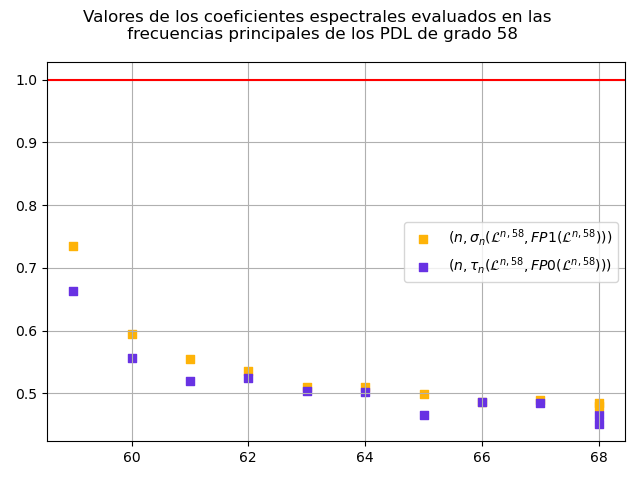 Valores de los coeficientes espectrales evaluados en las
frecuencias principales de los PDL de grado 58
1.0
0.9
0.8
0.7
0.6
0.5
(n, σₙ(ℒⁿ,⁵⁸, FP1(ℒⁿ,⁵⁸)))
(n, τₙ(ℒⁿ,⁵⁸, FP0(ℒⁿ,⁵⁸)))
60
62
64
66
68